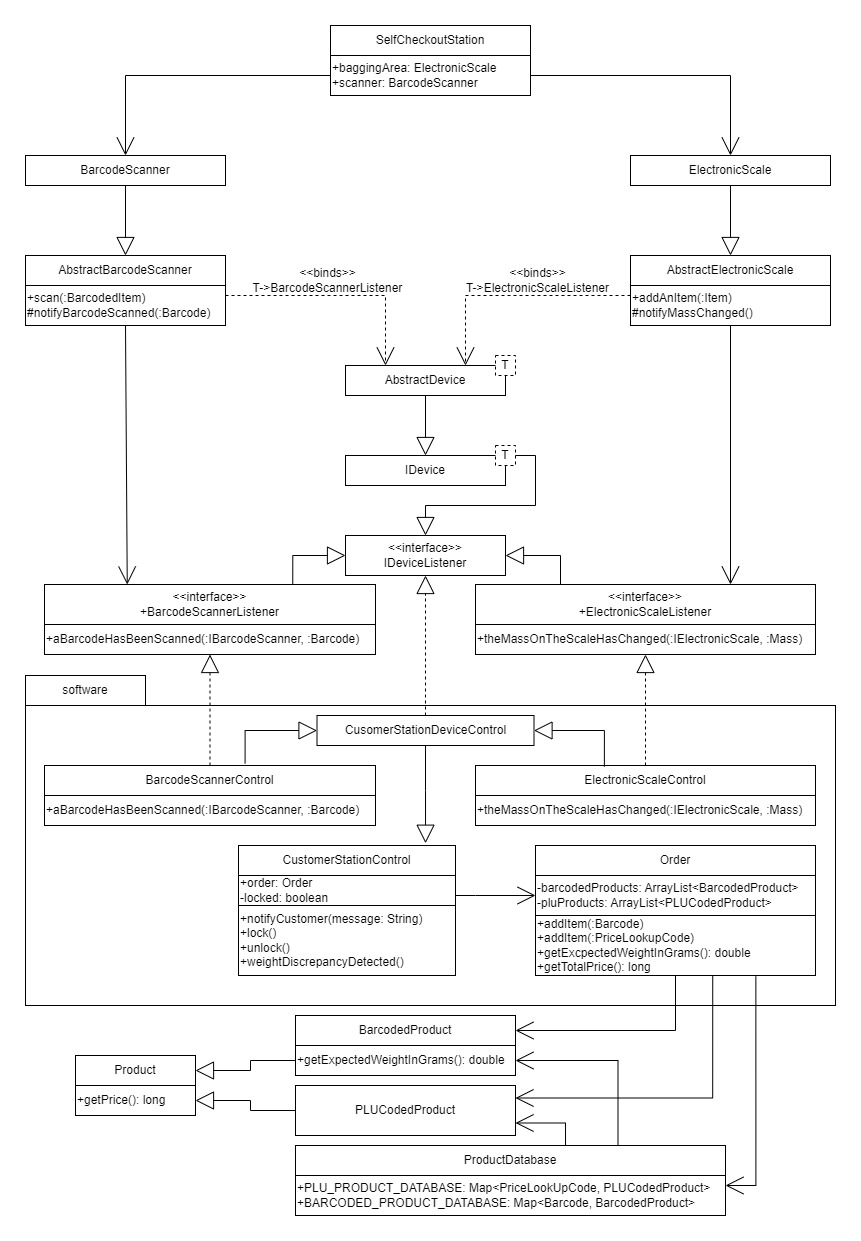 SelfCheckoutStation
+baggingArea: ElectronicScale
+scanner: BarcodeScanner
BarcodeScanner
ElectronicScale
AbstractBarcodeScanner
+scan(:BarcodedItem)
#notifyBarcodeScanned(:Barcode)
<<binds>>
T->BarcodeScannerListener
<<binds>>
T->ElectronicScaleListener
AbstractElectronicScale
+addAnItem(:Item)
#notifyMassChanged()
T
AbstractDevice
T
IDevice
<<interface>>
IDeviceListener
<<interface>>
+BarcodeScannerListener
+aBarcodeHasBeenScanned(:IBarcodeScanner, :Barcode)
<<interface>>
+ElectronicScaleListener
+theMassOnTheScaleHasChanged(:IElectronicScale, :Mass)
software
CusomerStationDeviceControl
BarcodeScannerControl
+aBarcodeHasBeenScanned(:IBarcodeScanner, :Barcode)
ElectronicScaleControl
+theMassOnTheScaleHasChanged(:IElectronicScale, :Mass)
CustomerStationControl
+order: Order
-locked: boolean
+notifyCustomer(message: String)
+lock()
+unlock()
+weightDiscrepancyDetected()
Order
-barcodedProducts: ArrayList<BarcodedProduct>
-pluProducts: ArrayList<PLUCodedProduct>
+addItem(:Barcode)
+addItem(:PriceLookupCode)
+getExcpectedWeightInGrams(): double
+getTotalPrice(): long
BarcodedProduct
+getExpectedWeightInGrams(): double
Product
+getPrice(): long
PLUCodedProduct
ProductDatabase
+PLU_PRODUCT_DATABASE: Map<PriceLookUpCode, PLUCodedProduct>
+BARCODED_PRODUCT_DATABASE: Map<Barcode, BarcodedProduct>